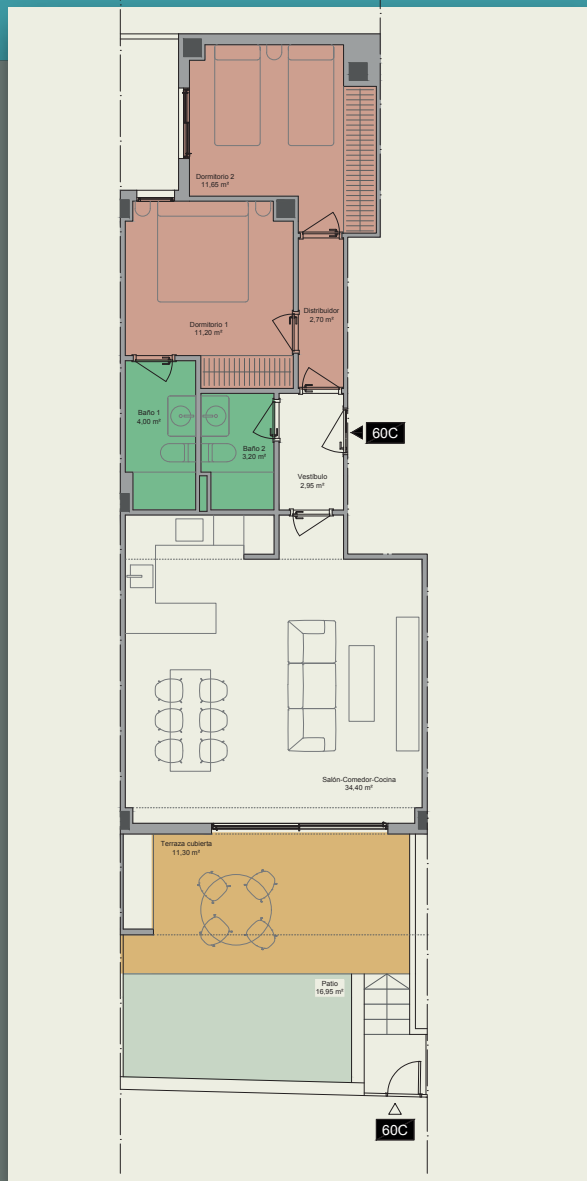 Dormitorio 2
11,65 m²
Dormitorio 1
11,20 m²
Distribuidor
2,70 m²
Baño 1
4,00 m²
Baño 2
3,20 m²
60C
Vestíbulo
2,95 m²
Salón-Comedor-Cocina
34,40 m²
Terraza cubierta
11,30 m²
Patio
16,95 m²
60C